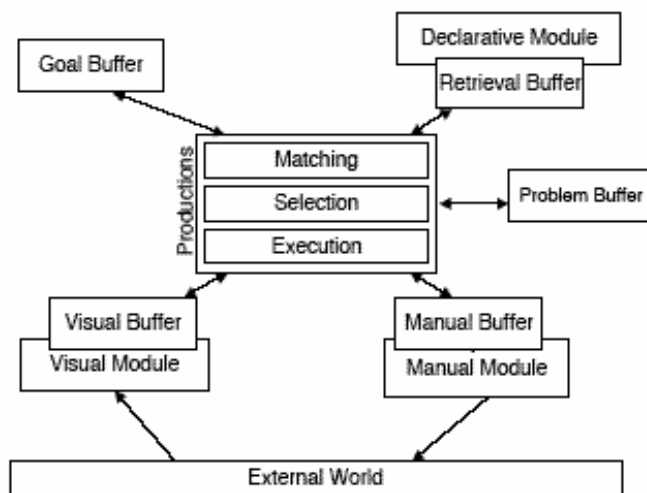 Declarative Module
Goal Buffer
Retrieval Buffer
Productions
Matching
Selection
Execution
Problem Buffer
Visual Buffer
Manual Buffer
Visual Module
Manual Module
External World